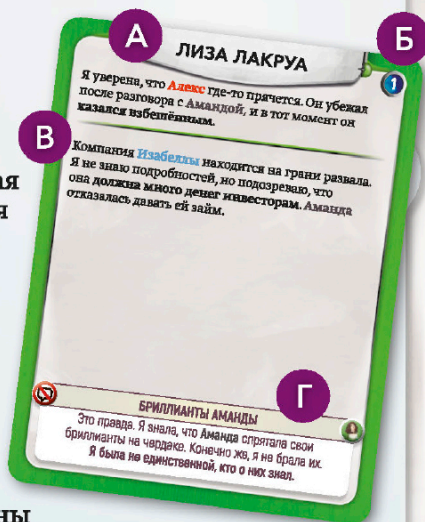 А
Б
ЛИЗА ЛАКРУА
1
Я уверена, что Алекс где-то прячется. Он убежал
после разговора с Амандой, и в тот момент он
казался взбешённым.
В
Компания Изабеллы находится на грани развала.
Я не знаю подробностей, но подозреваю, что
она должна много денег инвесторам. Аманда
отказалась давать ей займ.
Г
БРИЛЛИАНТЫ АМАНДЫ
Это правда. Я знала, что Аманда спрятала свои
бриллианты на чердаке. Конечно же, я не брала их.
Я была не единственной, кто о них знал.